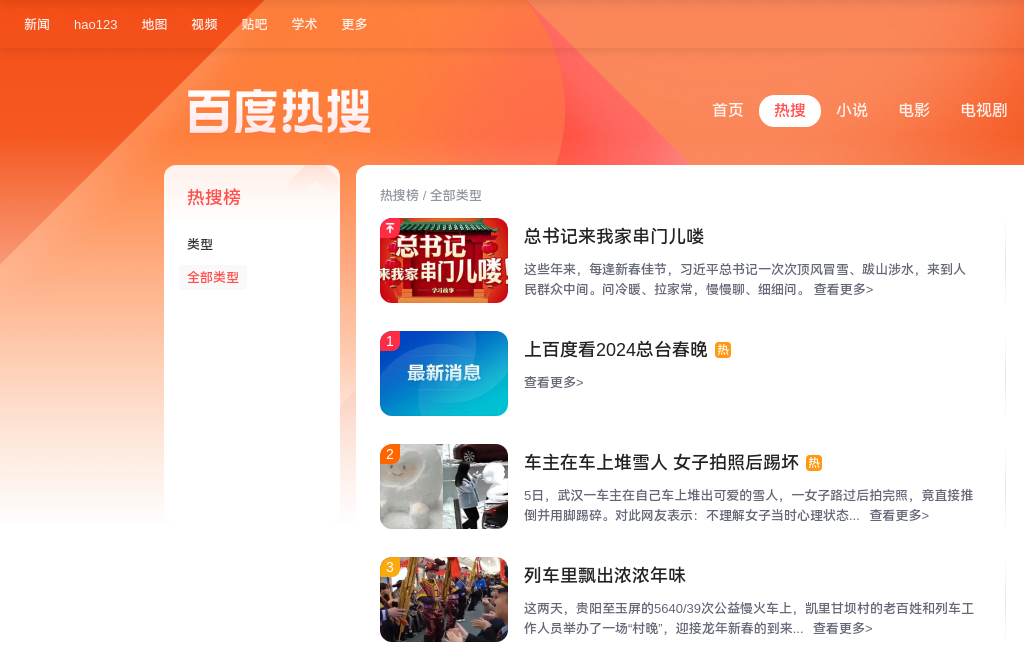 新闻 hao123 地图 视频 贴吧 学术 更多
百度热搜
首页 热搜 小说 电影 电视剧
热搜榜
类型
全部类型
热搜榜 / 全部类型
总书记
来我家串门儿喽!
学习故事
总书记来我家串门儿喽
这些年来，每逢新春佳节，习近平总书记一次次顶风冒雪、跋山涉水，来到人
民群众中间。问冷暖、拉家常，慢慢聊、细细问。 查看更多>
1
最新消息
上百度看2024总台春晚 热
查看更多>
2
车主在车上堆雪人 女子拍照后踢坏 热
5日，武汉一车主在自己车上堆出可爱的雪人，一女子路过后拍完照，竟直接推
倒并用脚踢碎。对此网友表示：不理解女子当时心理状态... 查看更多>
3
列车里飘出浓浓年味
这两天，贵阳至玉屏的5640/39次公益慢火车上，凯里甘坝村的老百姓和列车工
作人员举办了一场“村晚”，迎接龙年新春的到来... 查看更多>